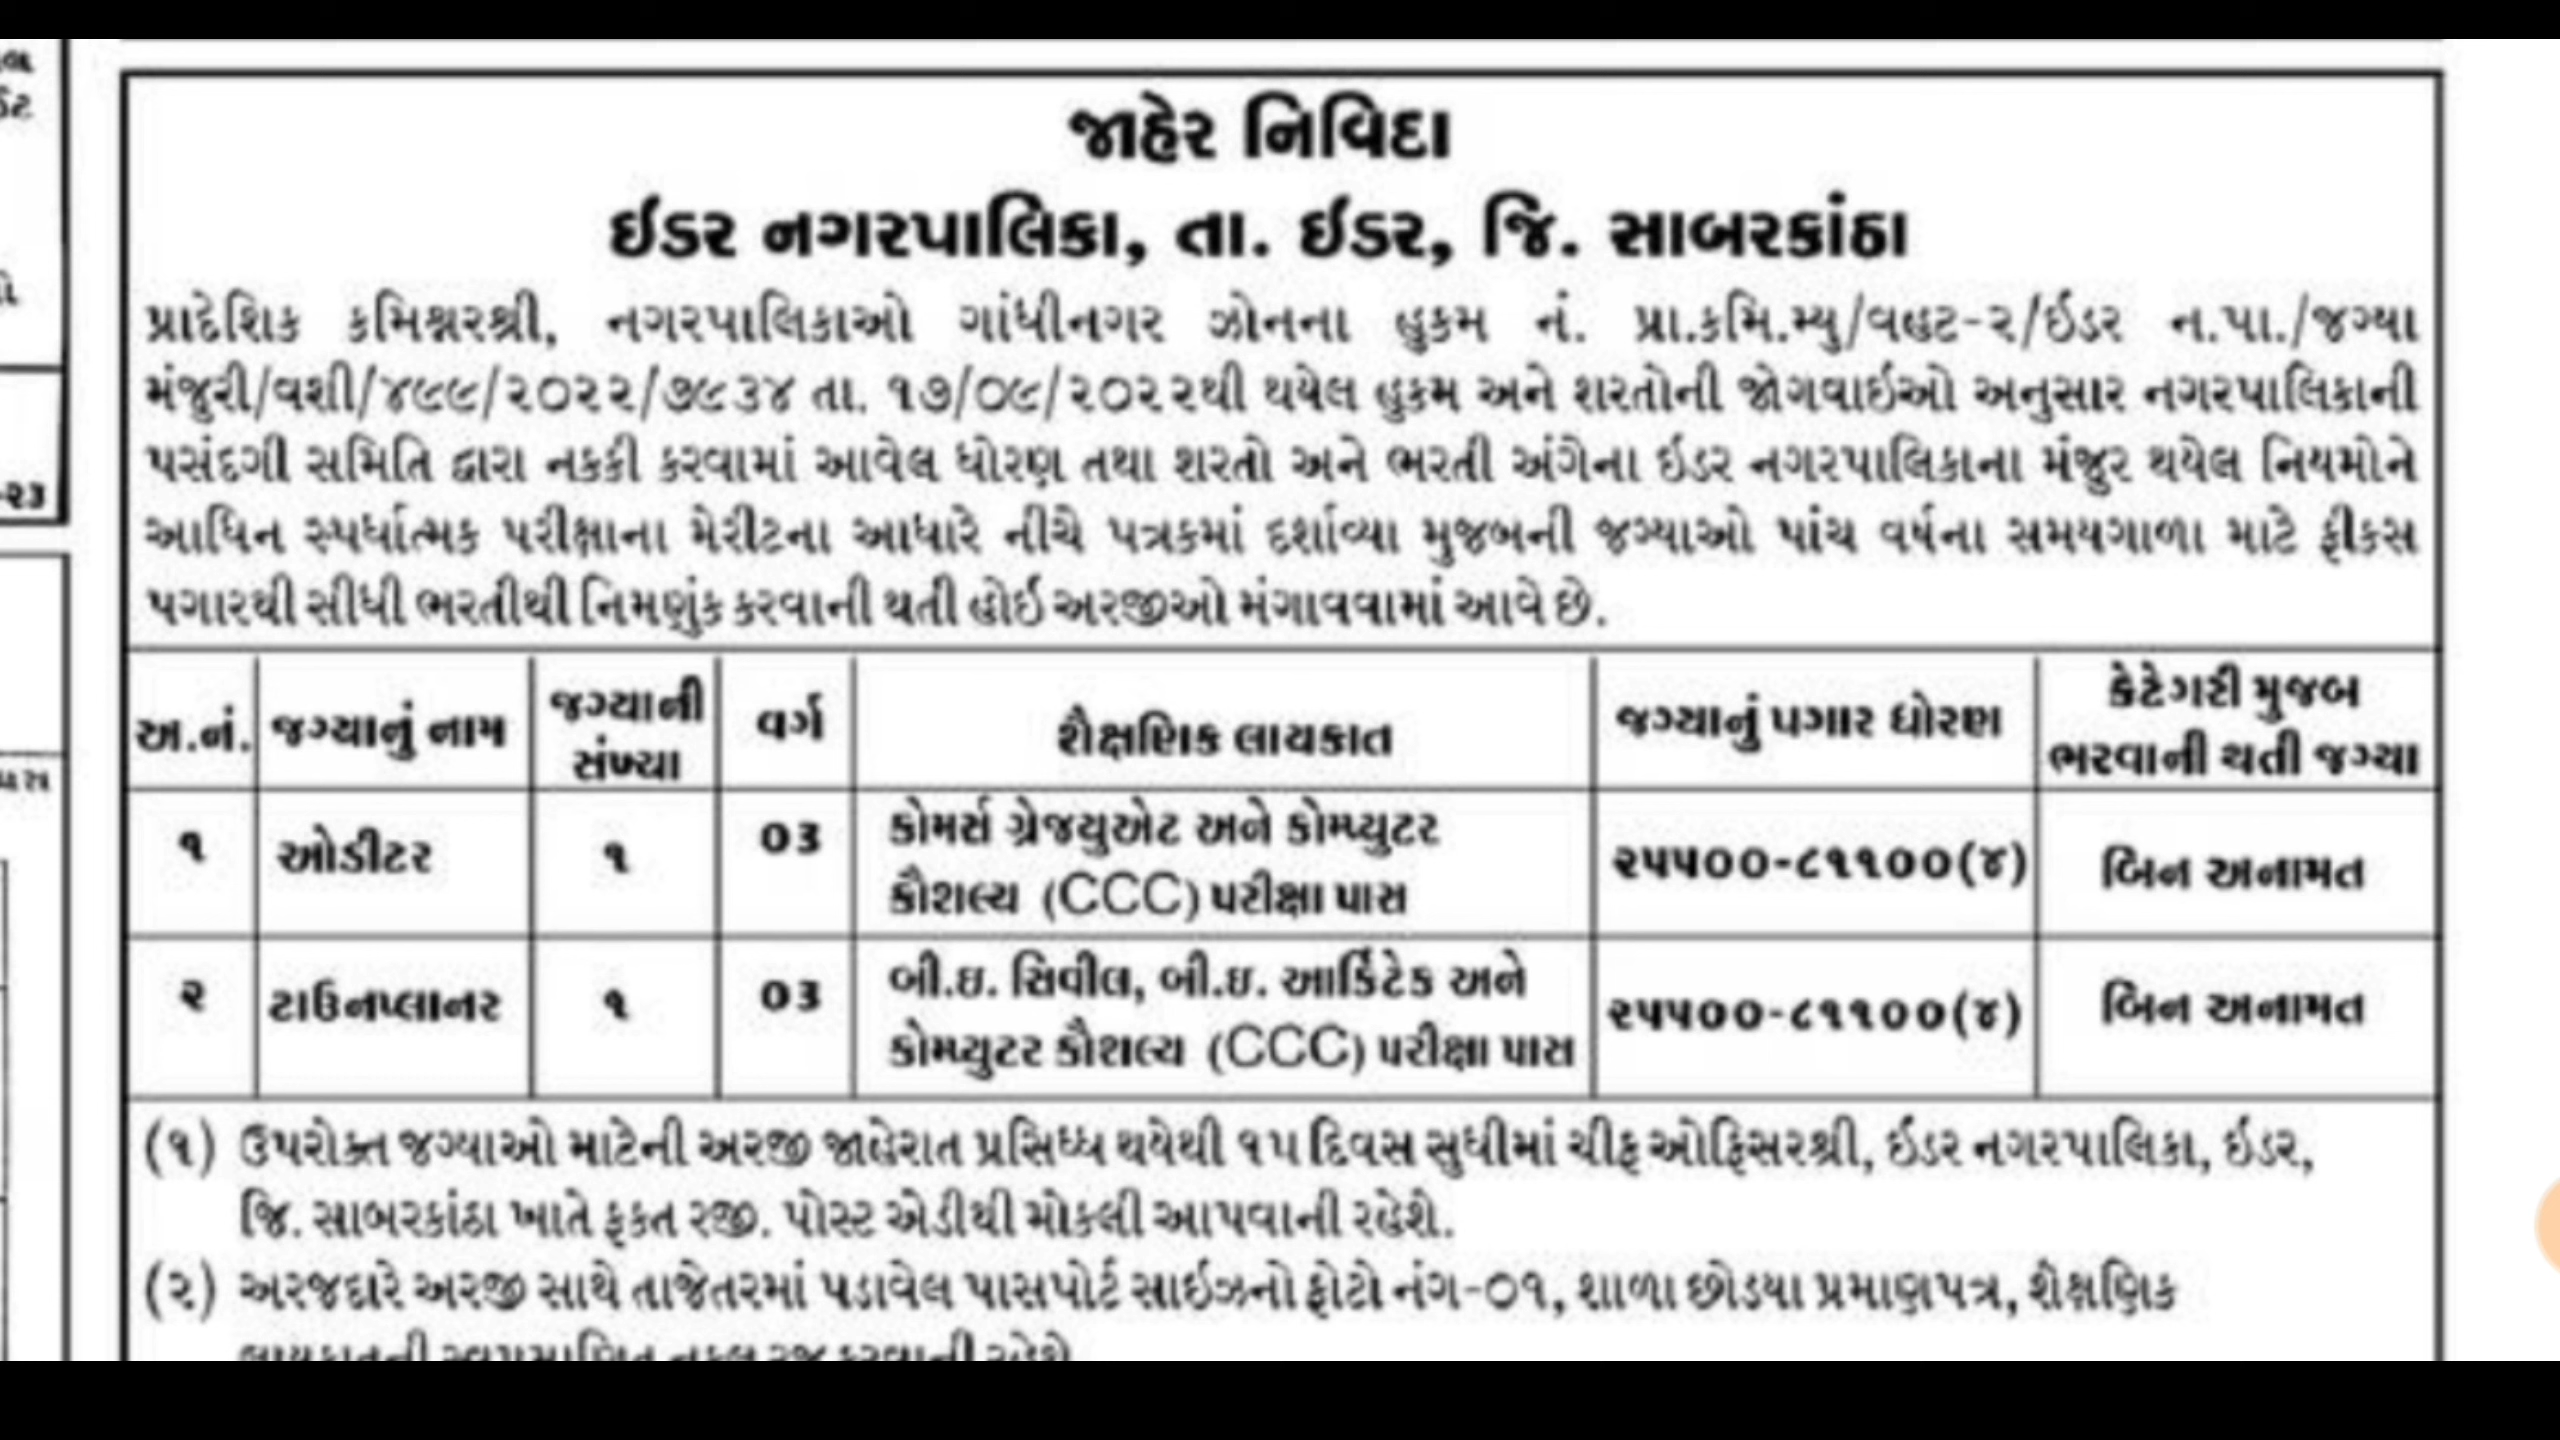 જાહેર નિવિદા
ઈડર નગરપાલિકા, તા. ઈડર, જિ. સાબરકાંઠા
પ્રાદેશિક કમિશ્નરશ્રી, નગરપાલિકાઓ ગાંધીનગર ઝોનના હુકમ નં. પ્રા.કમિ.મ્યુ/વહટ-૨/ઈડર ન.પા./જગ્યા
મંજુરી/વશી/૪૯૯/૨૦૨૨/૭૯૩૪ તા. ૧૭/૦૯/૨૦૨૨થી થયેલ હુકમ અને શરતોની જોગવાઇઓ અનુસાર નગરપાલિકાની
પસંદગી સમિતિ દ્વારા નકકી કરવામાં આવેલ ધોરણ તથા શરતો અને ભરતી અંગેના ઇડર નગરપાલિકાના મંજુર થયેલ નિયમોને
આધિન સ્પર્ધાત્મક પરીક્ષાના મેરીટના આધારે નીચે પત્રકમાં દર્શાવ્યા મુજબની જગ્યાઓ પાંચ વર્ષના સમયગાળા માટે ફીકસ
પગારથી સીધી ભરતીથી નિમણુંક કરવાની થતી હોઈ અરજીઓ મંગાવવામાં આવે છે.
અ.નં. જગ્યાનું નામ જગ્યાની સંખ્યા વર્ગ શૈક્ષણિક લાયકાત જગ્યાનું પગાર ધોરણ કેટેગરી મુજબ ભરવાની થતી જગ્યા
૧ ઓડીટર ૧ ૦૩ કોમર્સ ગ્રેજયુએટ અને કોમ્પ્યુટર ૨૫૫૦૦-૮૧૧૦૦(૪) બિન અનામત
કૌશલ્ય (CCC) પરીક્ષા પાસ
૨ ટાઉનપ્લાનર ૧ ૦૩ બી.ઇ. સિવીલ, બી.ઇ. આર્કિટેક અને ૨૫૫૦૦-૮૧૧૦૦(૪) બિન અનામત
કોમ્પ્યુટર કૌશલ્ય (CCC) પરીક્ષા પાસ
(૧) ઉપરોક્ત જગ્યાઓ માટેની અરજી જાહેરાત પ્રસિધ્ધ થયેથી ૧૫ દિવસ સુધીમાં ચીફ ઓફિસરશ્રી, ઈડર નગરપાલિકા, ઈડર,
જિ. સાબરકાંઠા ખાતે ફકત રજી. પોસ્ટ એડીથી મોકલી આપવાની રહેશે.
(૨) અરજદારે અરજી સાથે તાજેતરમાં પડાવેલ પાસપોર્ટ સાઇઝનો ફોટો નંગ-૦૧, શાળા છોડયા પ્રમાણપત્ર, શૈક્ષણિક
-૨૩